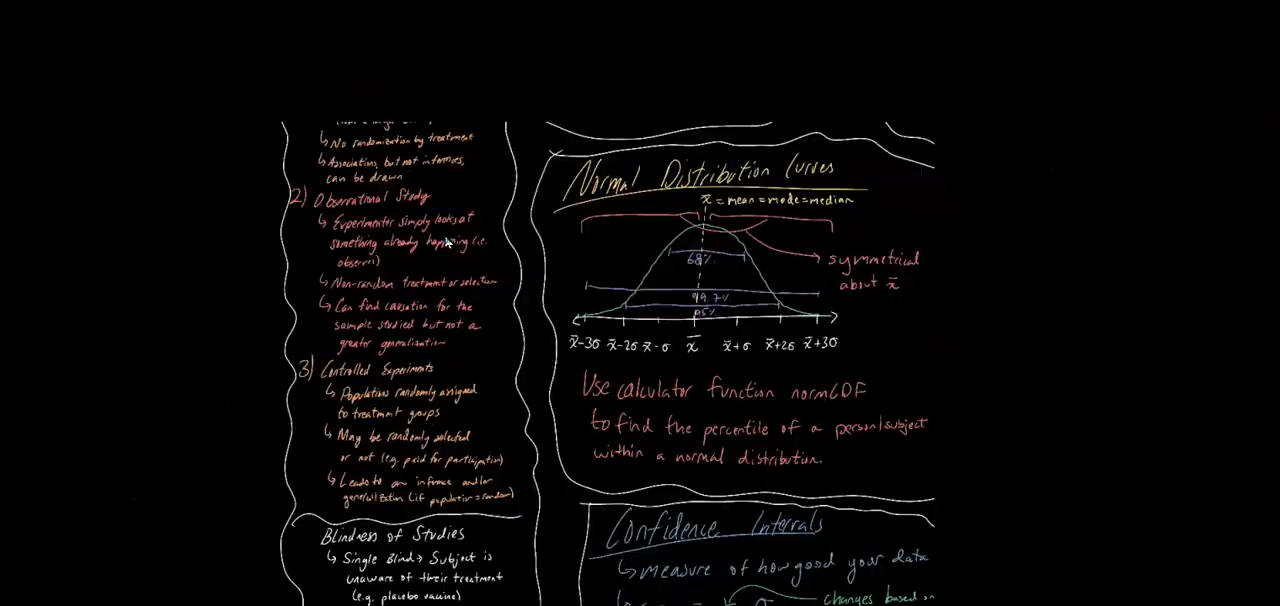 ↳ No randomization by treatment
↳ Associations, but not inferences,
can be drawn
2) Observational Study
↳ Experimenter simply looks at
something already happening (i.e.
observes)
↳ Non-random treatment or selection
↳ Can find causation for the
sample studied but not a
greater generalization
3) Controlled Experiments
↳ Populations randomly assigned
to treatment groups
↳ May be randomly selected
or not (e.g. paid for participation)
↳ Leads to an inference and/or
generalization (if population = random)
Blindness of Studies
↳ Single Blind → Subject is
unaware of their treatment
(e.g. placebo vaccine)
Normal Distribution Curves
x̄ = mean = mode = median
68%
99.7%
95%
symmetrical
about x̄
x̄-3σ x̄-2σ x̄-σ x̄ x̄+σ x̄+2σ x̄+3σ
Use calculator function normCDF
to find the percentile of a person/subject
within a normal distribution.
Confidence Intervals
↳ measure of how good your data
changes based on